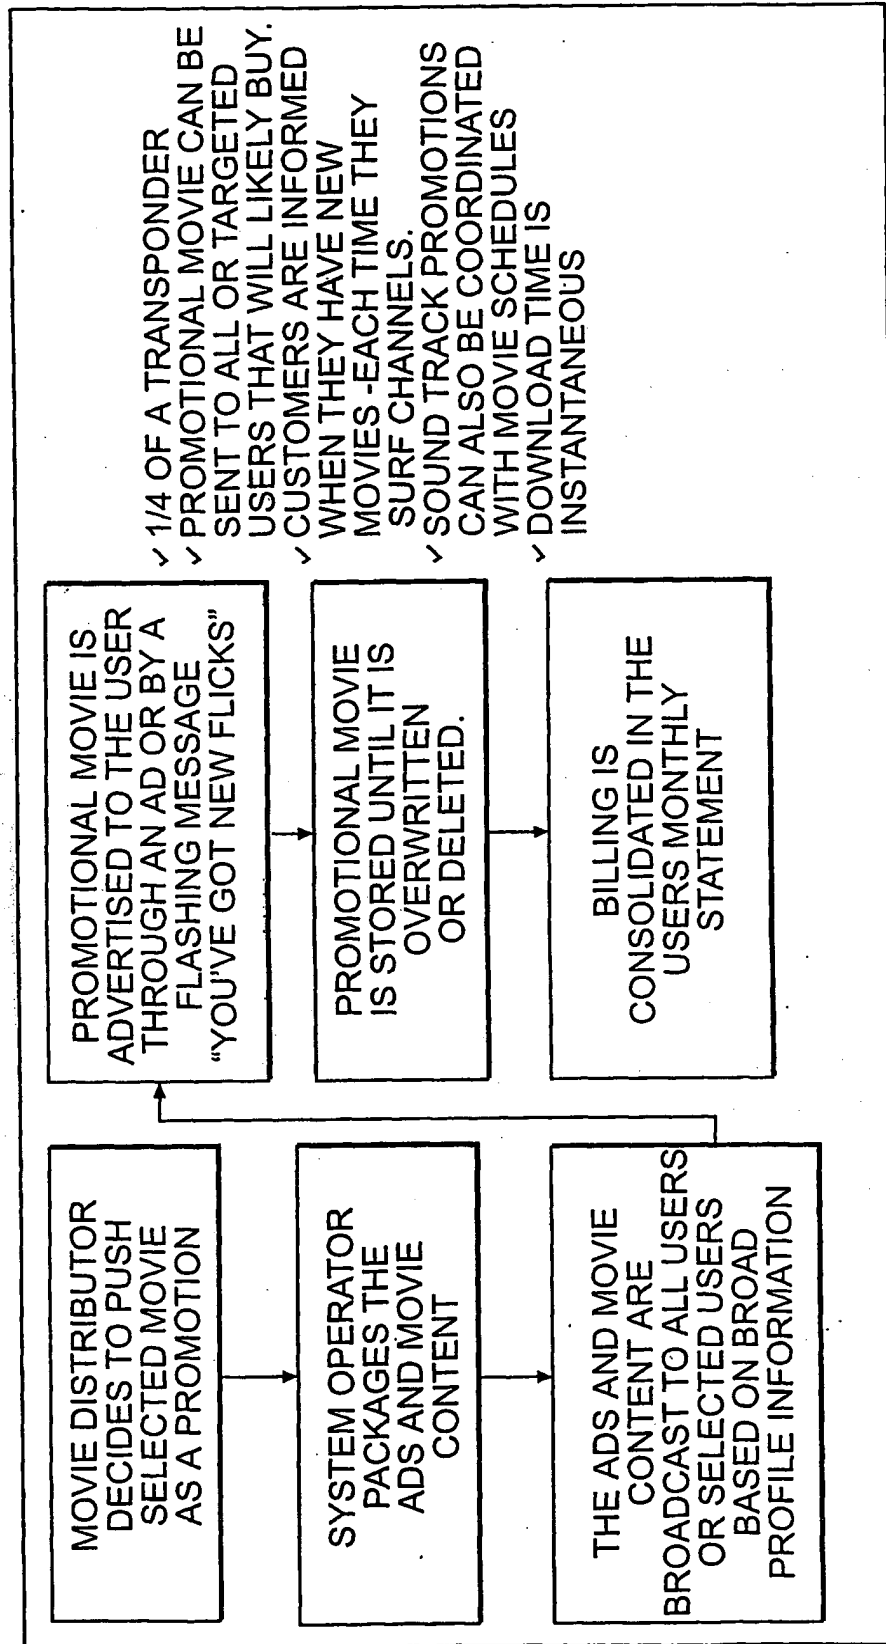 MOVIE DISTRIBUTOR
DECIDES TO PUSH
SELECTED MOVIE
AS A PROMOTION
SYSTEM OPERATOR
PACKAGES THE
ADS AND MOVIE
CONTENT
THE ADS AND MOVIE
CONTENT ARE
BROADCAST TO ALL USERS
OR SELECTED USERS
BASED ON BROAD
PROFILE INFORMATION
PROMOTIONAL MOVIE IS
ADVERTISED TO THE USER
THROUGH AN AD OR BY A
FLASHING MESSAGE
“YOU'VE GOT NEW FLICKS”
PROMOTIONAL MOVIE
IS STORED UNTIL IT IS
OVERWRITTEN
OR DELETED.
BILLING IS
CONSOLIDATED IN THE
USERS MONTHLY
STATEMENT
✓ 1/4 OF A TRANSPONDER
✓ PROMOTIONAL MOVIE CAN BE
SENT TO ALL OR TARGETED
USERS THAT WILL LIKELY BUY.
✓ CUSTOMERS ARE INFORMED
WHEN THEY HAVE NEW
MOVIES -EACH TIME THEY
SURF CHANNELS.
✓ SOUND TRACK PROMOTIONS
CAN ALSO BE COORDINATED
WITH MOVIE SCHEDULES
✓ DOWNLOAD TIME IS
INSTANTANEOUS